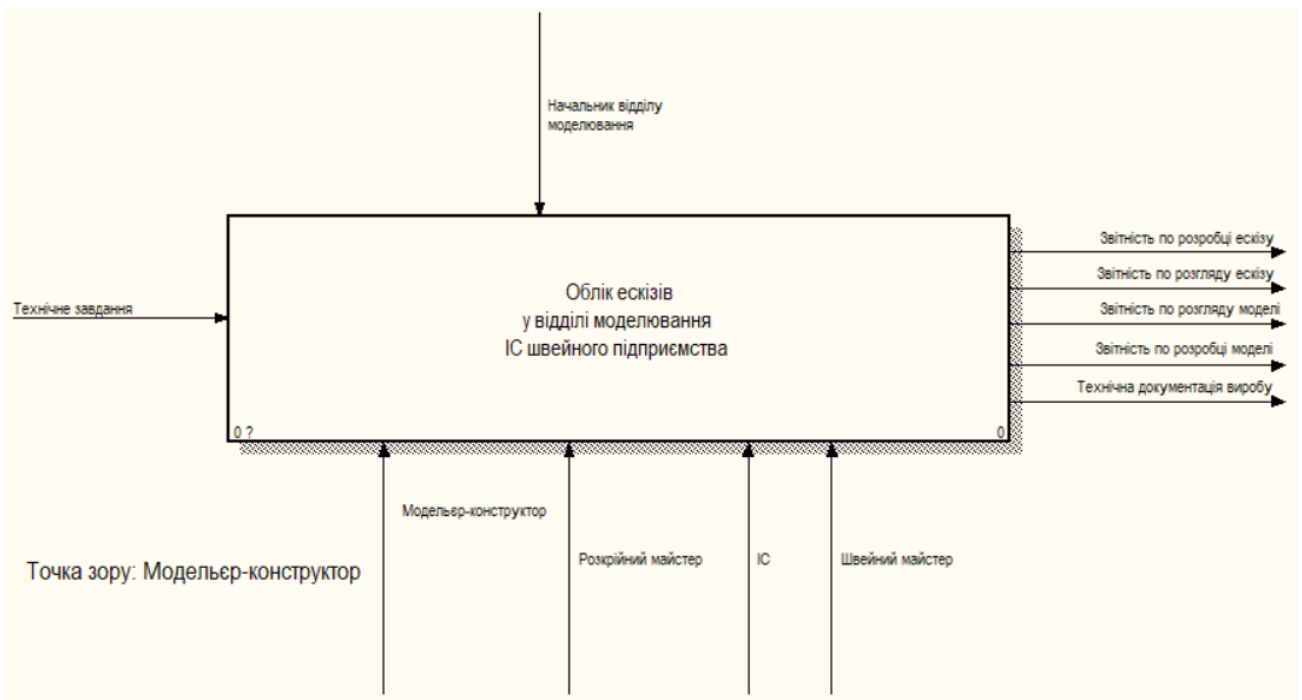 Начальник відділу
моделювання
Звітність по розробці ескізу
Звітність по розгляду ескізу
Технічне завдання
Облік ескізів
у відділі моделювання
ІС швейного підприємства
Звітність по розгляду моделі
Звітність по розробці моделі
Технічна документація виробу
0 ?
0
Модельєр-конструктор
Розкрійний майстер
ІС
Швейний майстер
Точка зору: Модельєр-конструктор